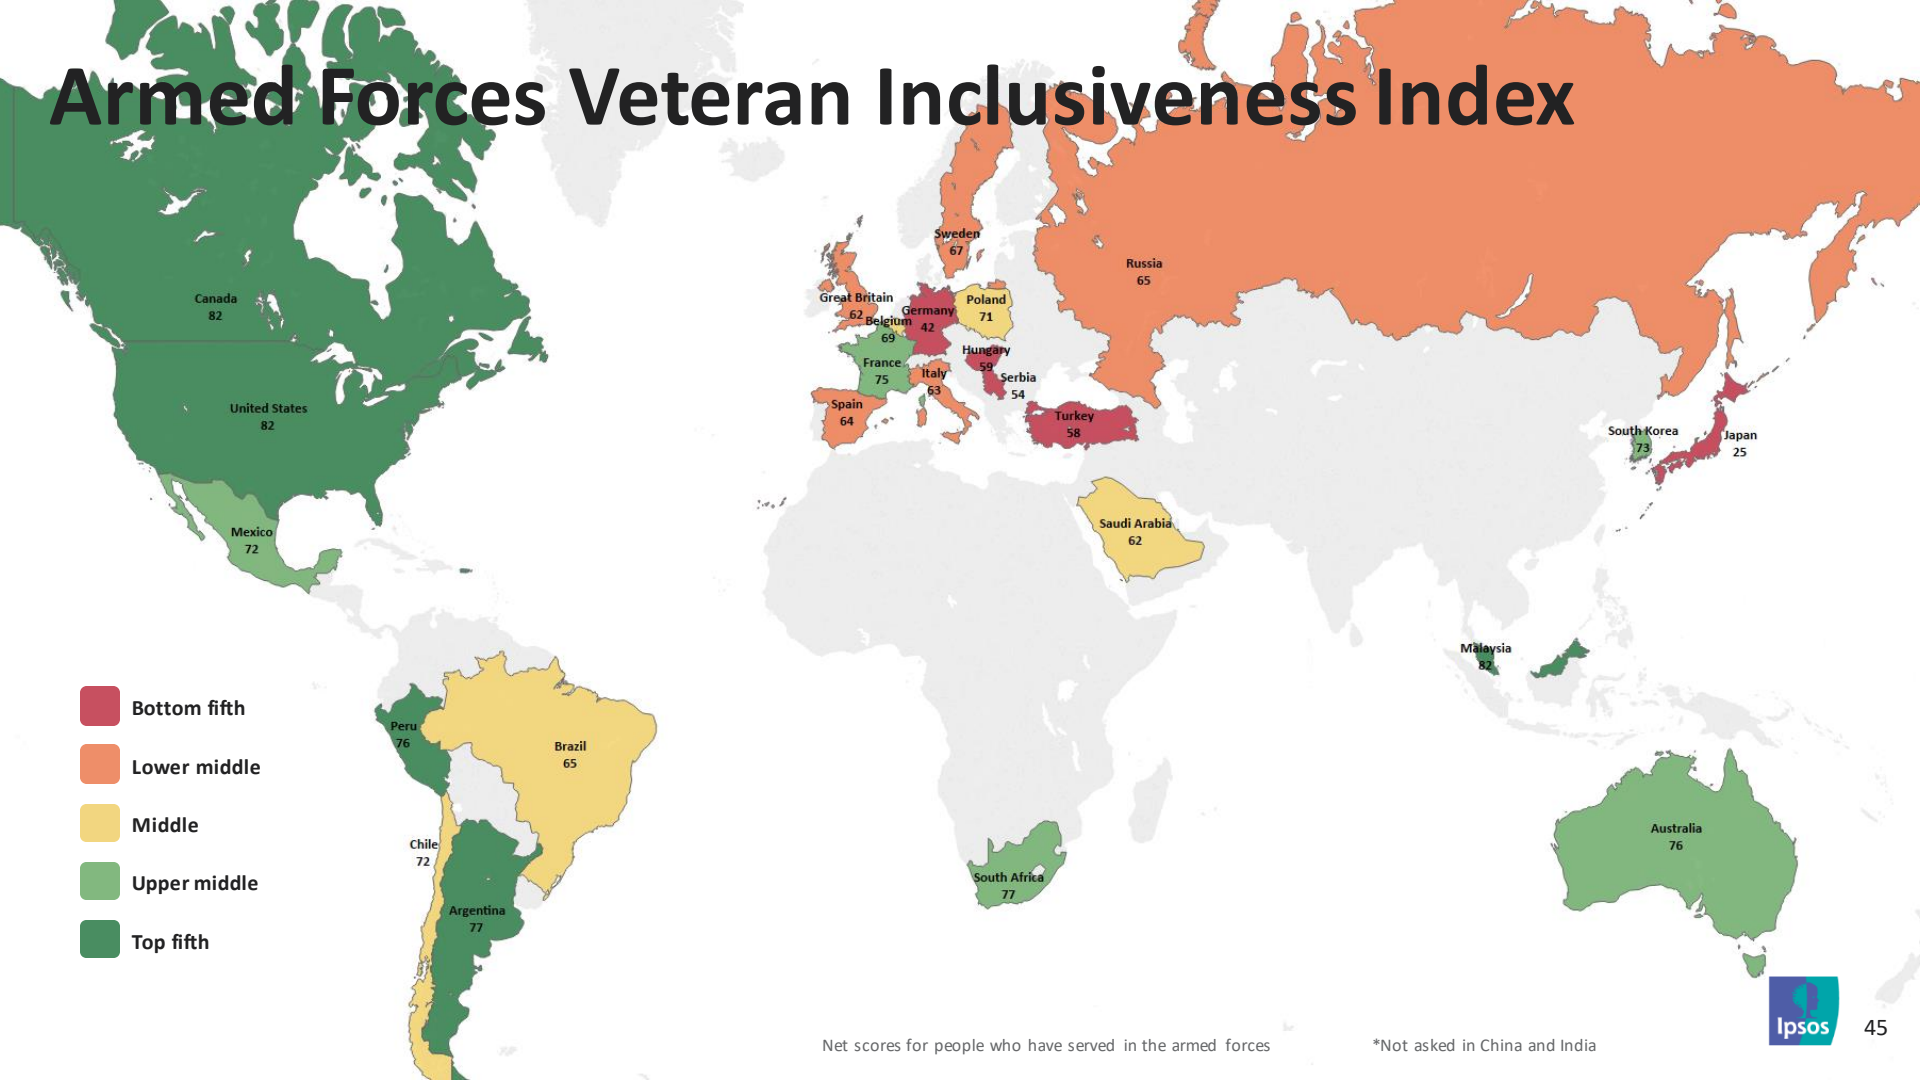 Armed Forces Veteran Inclusiveness Index
Canada
82
United States
82
Mexico
72
Peru
76
Brazil
65
Chile
72
Argentina
77
Sweden
67
Russia
65
Great Britain
62
Belgium
69
Germany
42
Poland
71
France
75
Hungary
59
Italy
63
Serbia
54
Spain
64
Turkey
58
Saudi Arabia
62
South Africa
77
South Korea
73
Japan
25
Malaysia
82
Australia
76
Bottom fifth
Lower middle
Middle
Upper middle
Top fifth
Net scores for people who have served in the armed forces
*Not asked in China and India
Ipsos
45